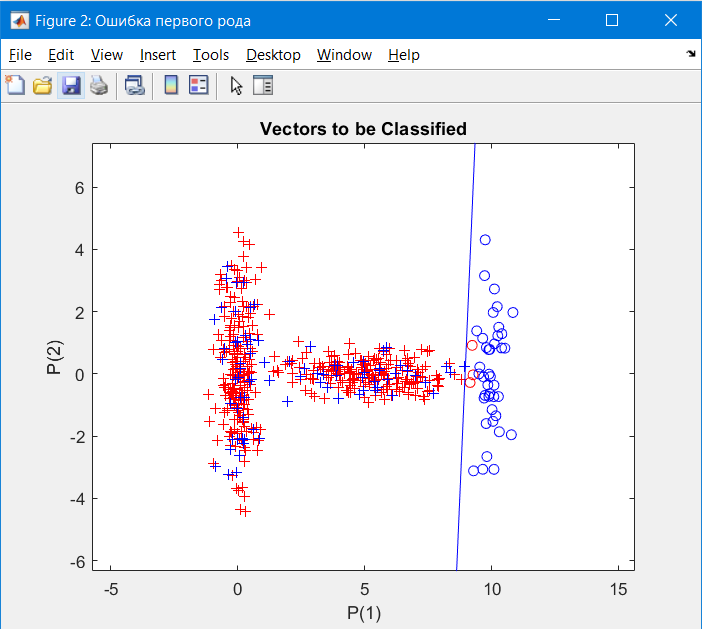 Figure 2: Ошибка первого рода
File Edit View Insert Tools Desktop Window Help
Vectors to be Classified
P(2)
6
4
2
0
-2
-4
-6
-5 0 5 10 15
P(1)